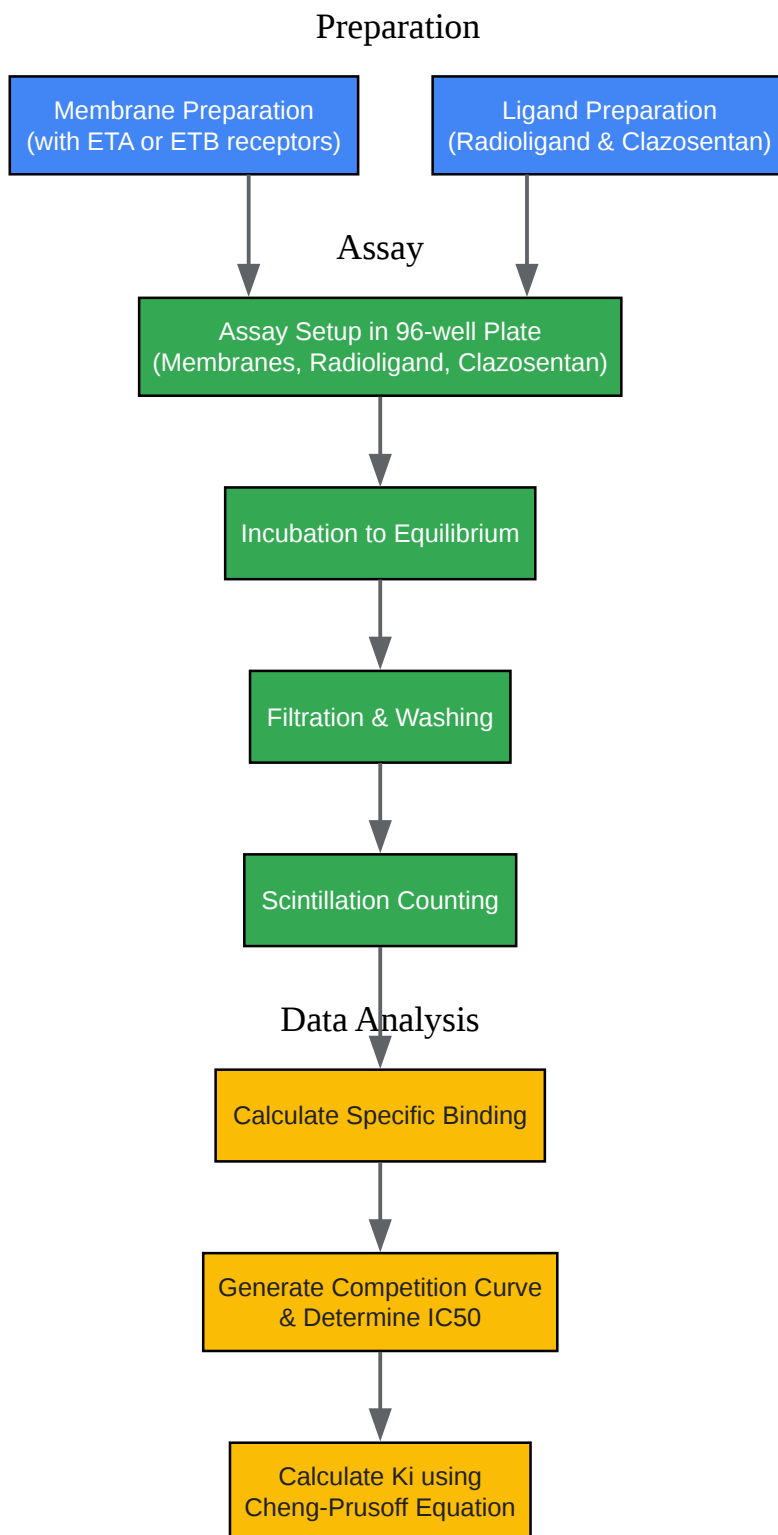 Preparation
Membrane Preparation
(with ETA or ETB receptors)
Ligand Preparation
(Radioligand & Clazosentan)
Assay
Assay Setup in 96-well Plate
(Membranes, Radioligand, Clazosentan)
Incubation to Equilibrium
Filtration & Washing
Scintillation Counting
Data Analysis
Calculate Specific Binding
Generate Competition Curve
& Determine IC50
Calculate Ki using
Cheng-Prusoff Equation